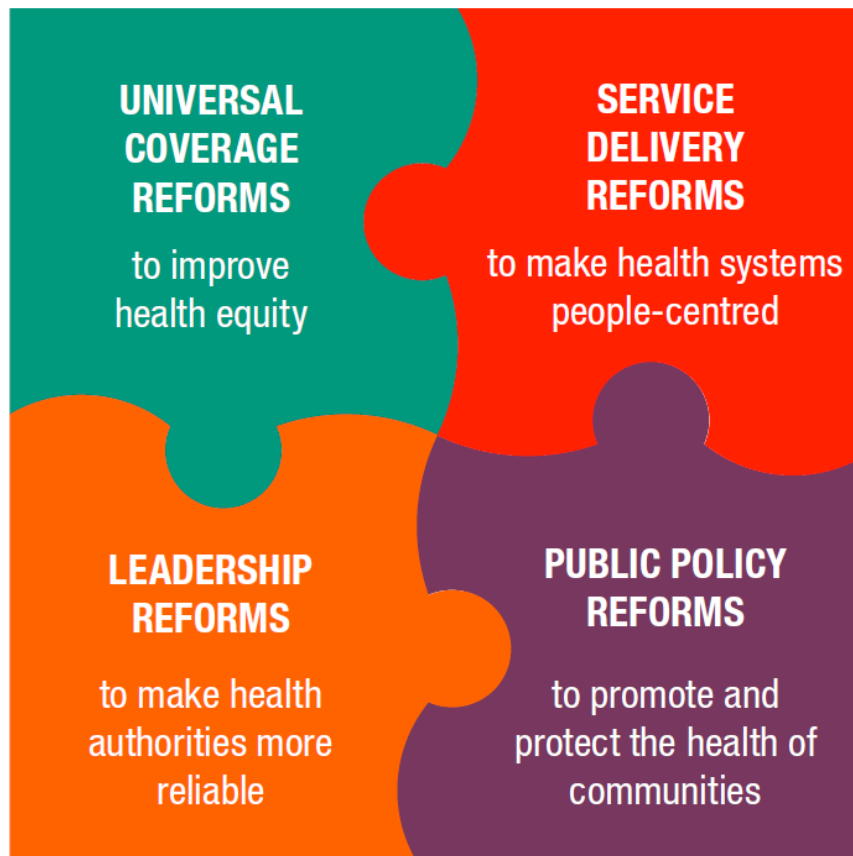 UNIVERSAL
COVERAGE
REFORMS
to improve
health equity
SERVICE
DELIVERY
REFORMS
to make health systems
people-centred
LEADERSHIP
REFORMS
to make health
authorities more
reliable
PUBLIC POLICY
REFORMS
to promote and
protect the health of
communities